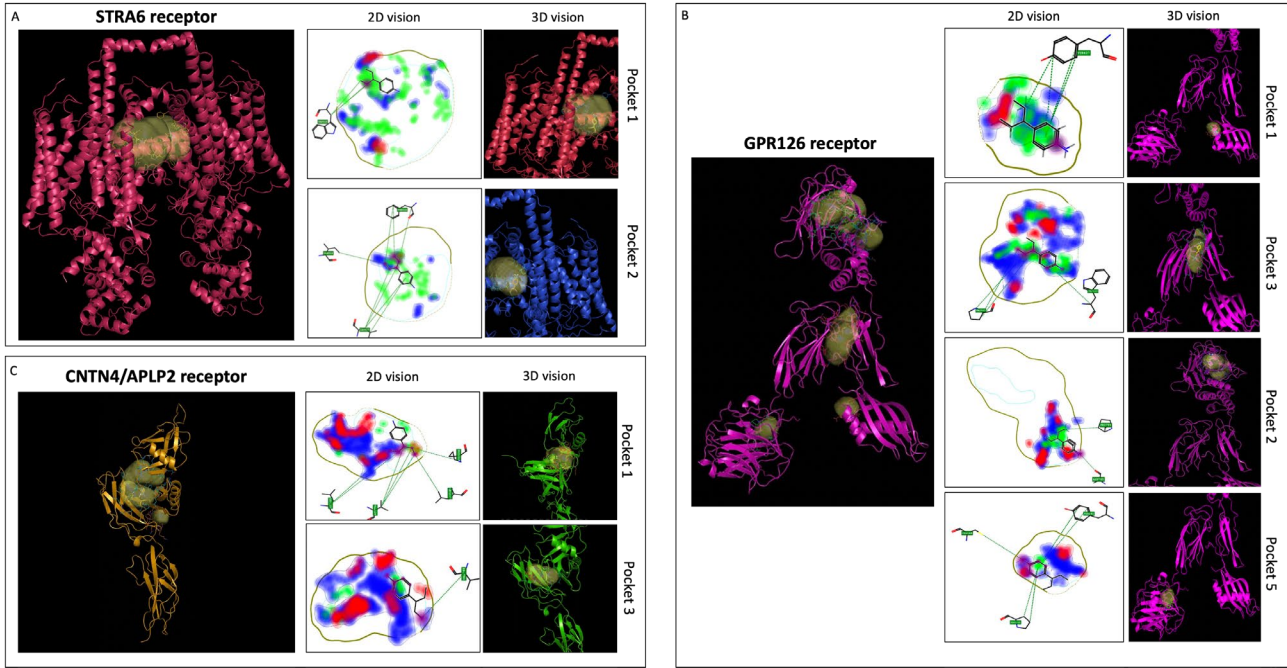 A
STRA6 receptor
2D vision
3D vision
Pocket 1
Pocket 2
B
GPR126 receptor
2D vision
3D vision
Pocket 1
Pocket 3
Pocket 2
Pocket 5
C
CNTN4/APLP2 receptor
2D vision
3D vision
Pocket 1
Pocket 3